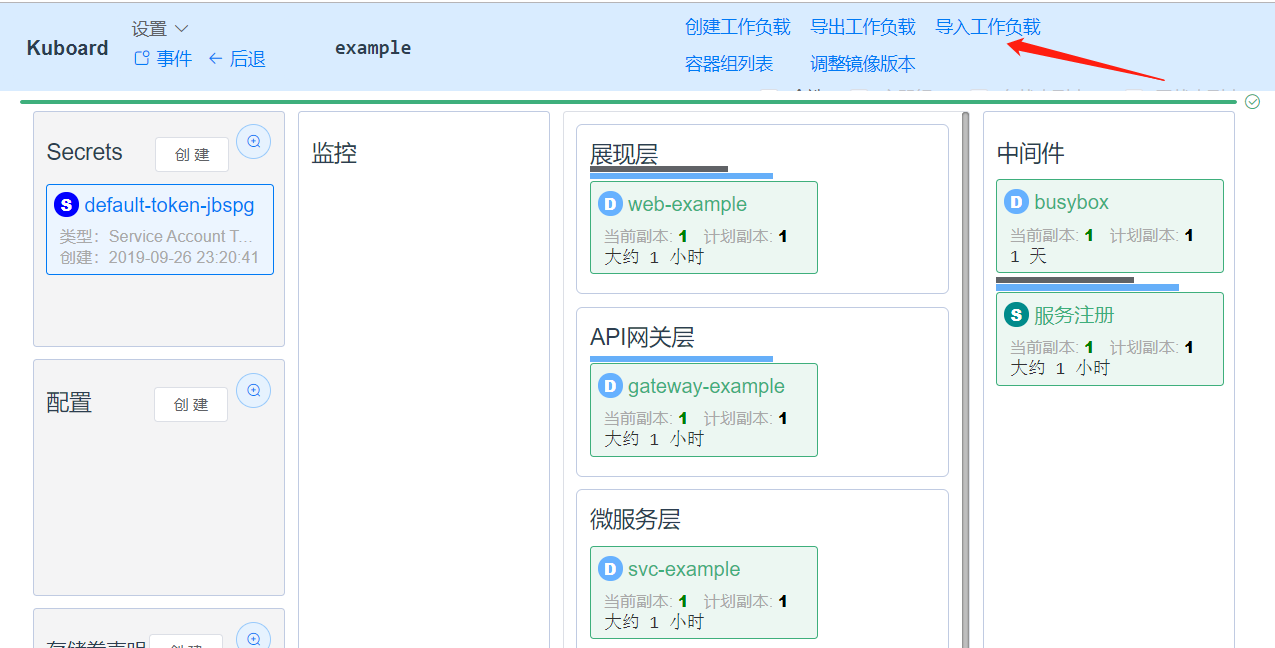 Kuboard
设置
事件 后退
example
创建工作负载 导出工作负载 导入工作负载
容器组列表 调整镜像版本
Secrets
创 建
S default-token-jbspg
类型: Service Account T...
创建: 2019-09-26 23:20:41
配置
创 建
监控
展现层
D web-example
当前副本: 1 计划副本: 1
大约 1 小时
API网关层
D gateway-example
当前副本: 1 计划副本: 1
大约 1 小时
微服务层
D svc-example
当前副本: 1 计划副本: 1
大约 1 小时
中间件
D busybox
当前副本: 1 计划副本: 1
1 天
S 服务注册
当前副本: 1 计划副本: 1
大约 1 小时